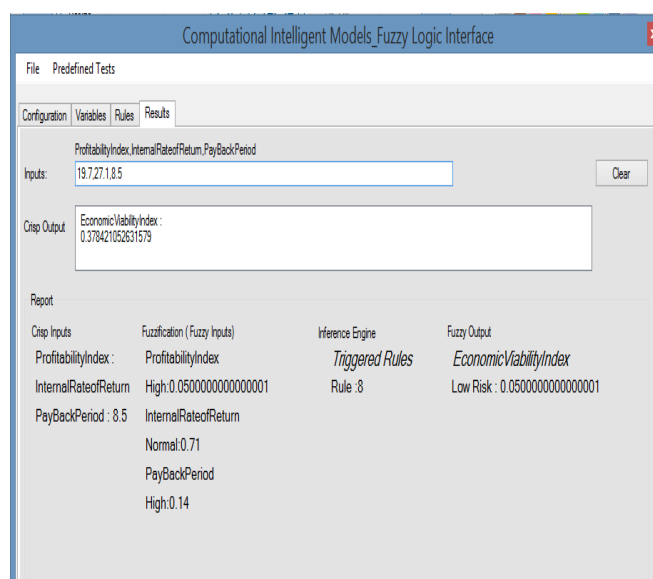 Computational Intelligent Models_Fuzzy Logic Interface
File Predefined Tests
Configuration Variables Rules Results
ProfitabilityIndex,InternalRateofReturn,PayBackPeriod
Inputs: 19.7,27.1,8.5 Clear
Crisp Output EconomicViabilityIndex :
0.378421052631579
Report
Crisp Inputs Fuzzification ( Fuzzy Inputs) Inference Engine Fuzzy Output
ProfitabilityIndex : ProfitabilityIndex Triggered Rules EconomicViabilityIndex
InternalRateofReturn High:0.0500000000000001 Rule :8 Low Risk : 0.0500000000000001
PayBackPeriod : 8.5 InternalRateofReturn
Normal:0.71
PayBackPeriod
High:0.14